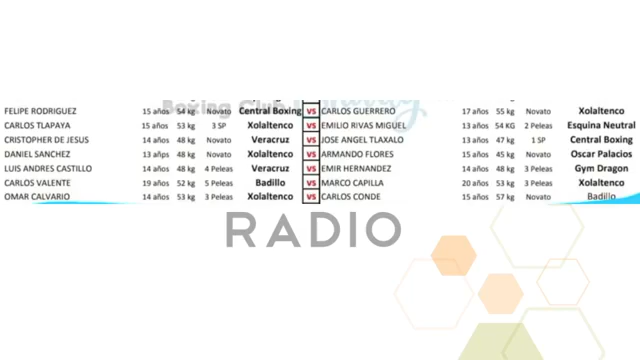 Boxing Club
FELIPE RODRIGUEZ 15 años 54 kg Novato Central Boxing VS CARLOS GUERRERO 17 años 55 kg Novato Xolaltenco
CARLOS TLAPAYA 15 años 53 kg 3 SP Xolaltenco VS EMILIO RIVAS MIGUEL 13 años 54 KG 2 Peleas Esquina Neutral
CRISTOPHER DE JESUS 14 años 48 kg Novato Veracruz VS JOSE ANGEL TLAXALO 13 años 47 kg 1 SP Central Boxing
DANIEL SANCHEZ 13 años 48 kg Novato Xolaltenco VS ARMANDO FLORES 15 años 45 kg Novato Oscar Palacios
LUIS ANDRES CASTILLO 14 años 48 kg 4 Peleas Veracruz VS EMIR HERNANDEZ 14 años 48 kg 3 Peleas Gym Dragon
CARLOS VALENTE 19 años 52 kg 5 Peleas Badillo VS MARCO CAPILLA 20 años 53 kg 3 Peleas Xolaltenco
OMAR CALVARIO 14 años 53 kg 3 Peleas Xolaltenco VS CARLOS CONDE 15 años 57 kg Novato Badillo
RADIO